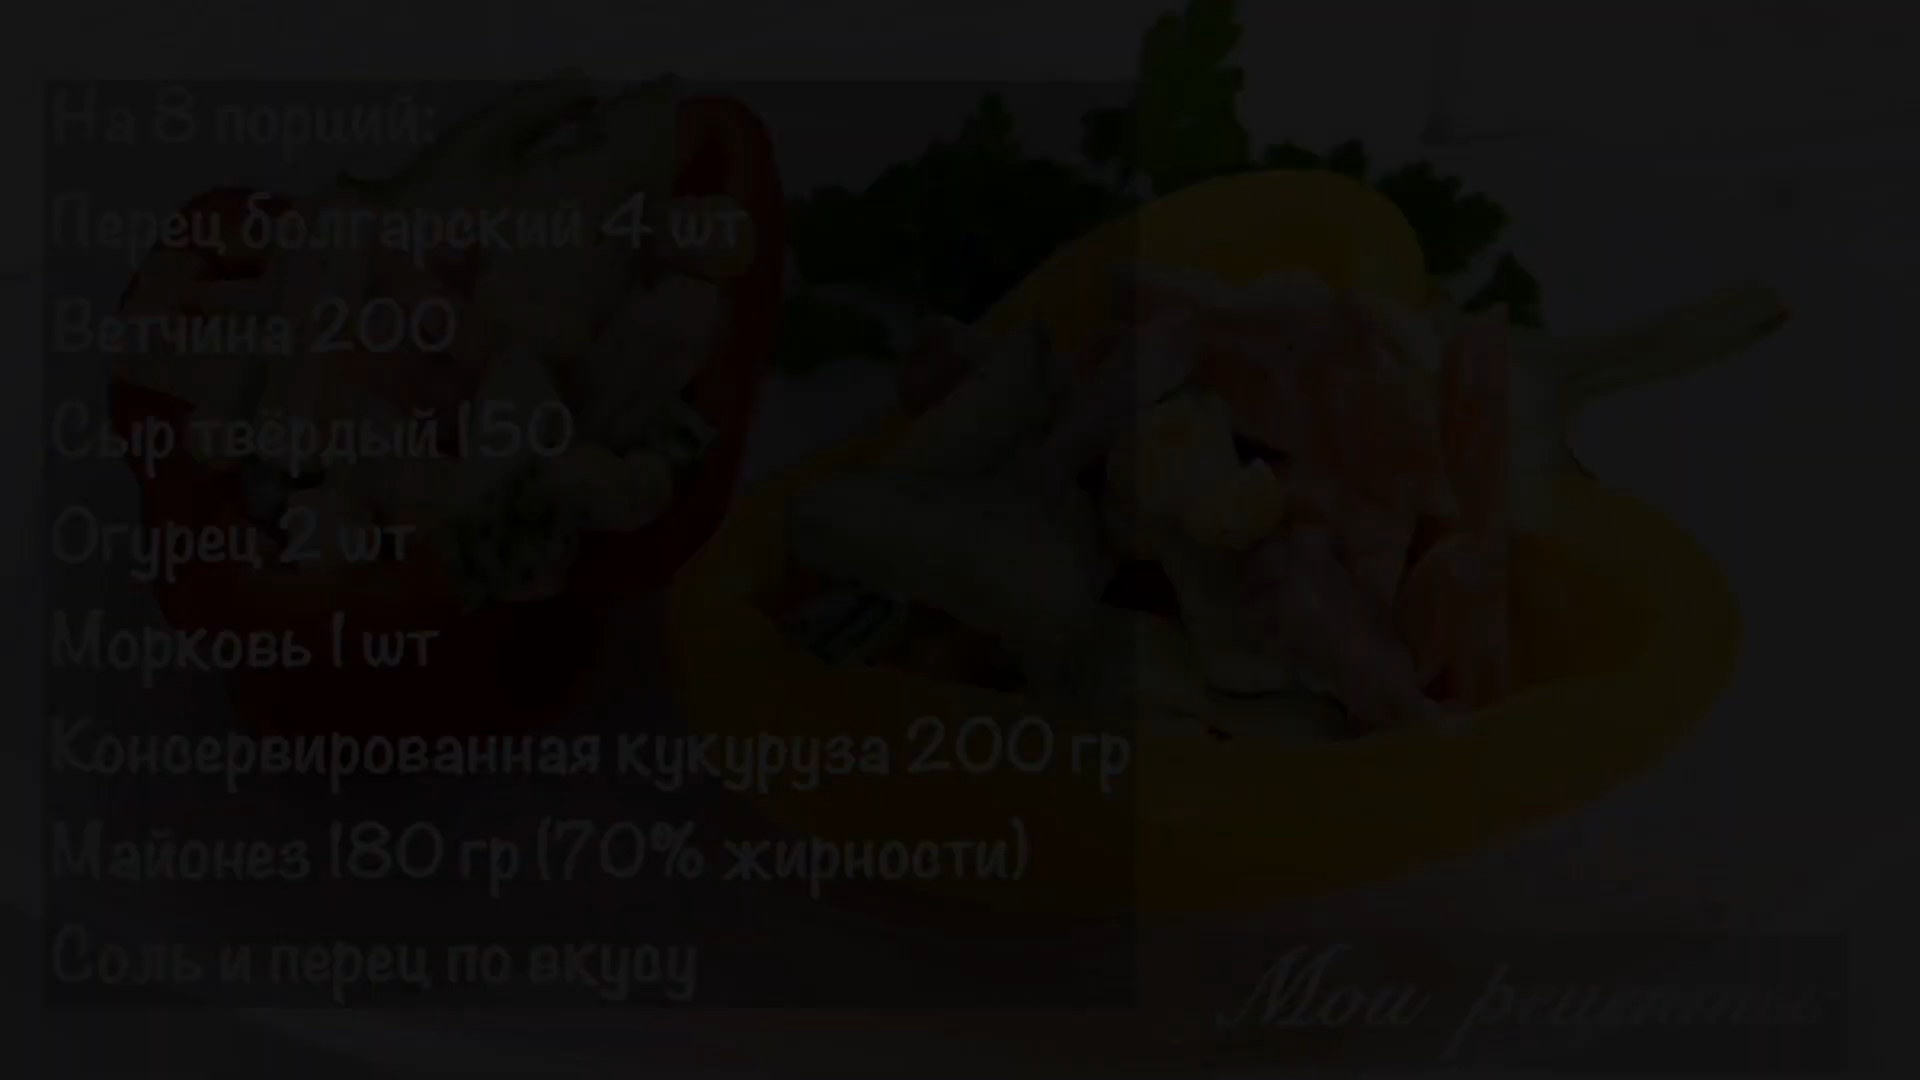 На 8 порций:
Перец болгарский 4 шт
Ветчина 200
Сыр твёрдый 150
Огурец 2 шт
Морковь 1 шт
Консервированная кукуруза 200 гр
Майонез 180 гр (70% жирности)
Соль и перец по вкусу
Мои рецепты